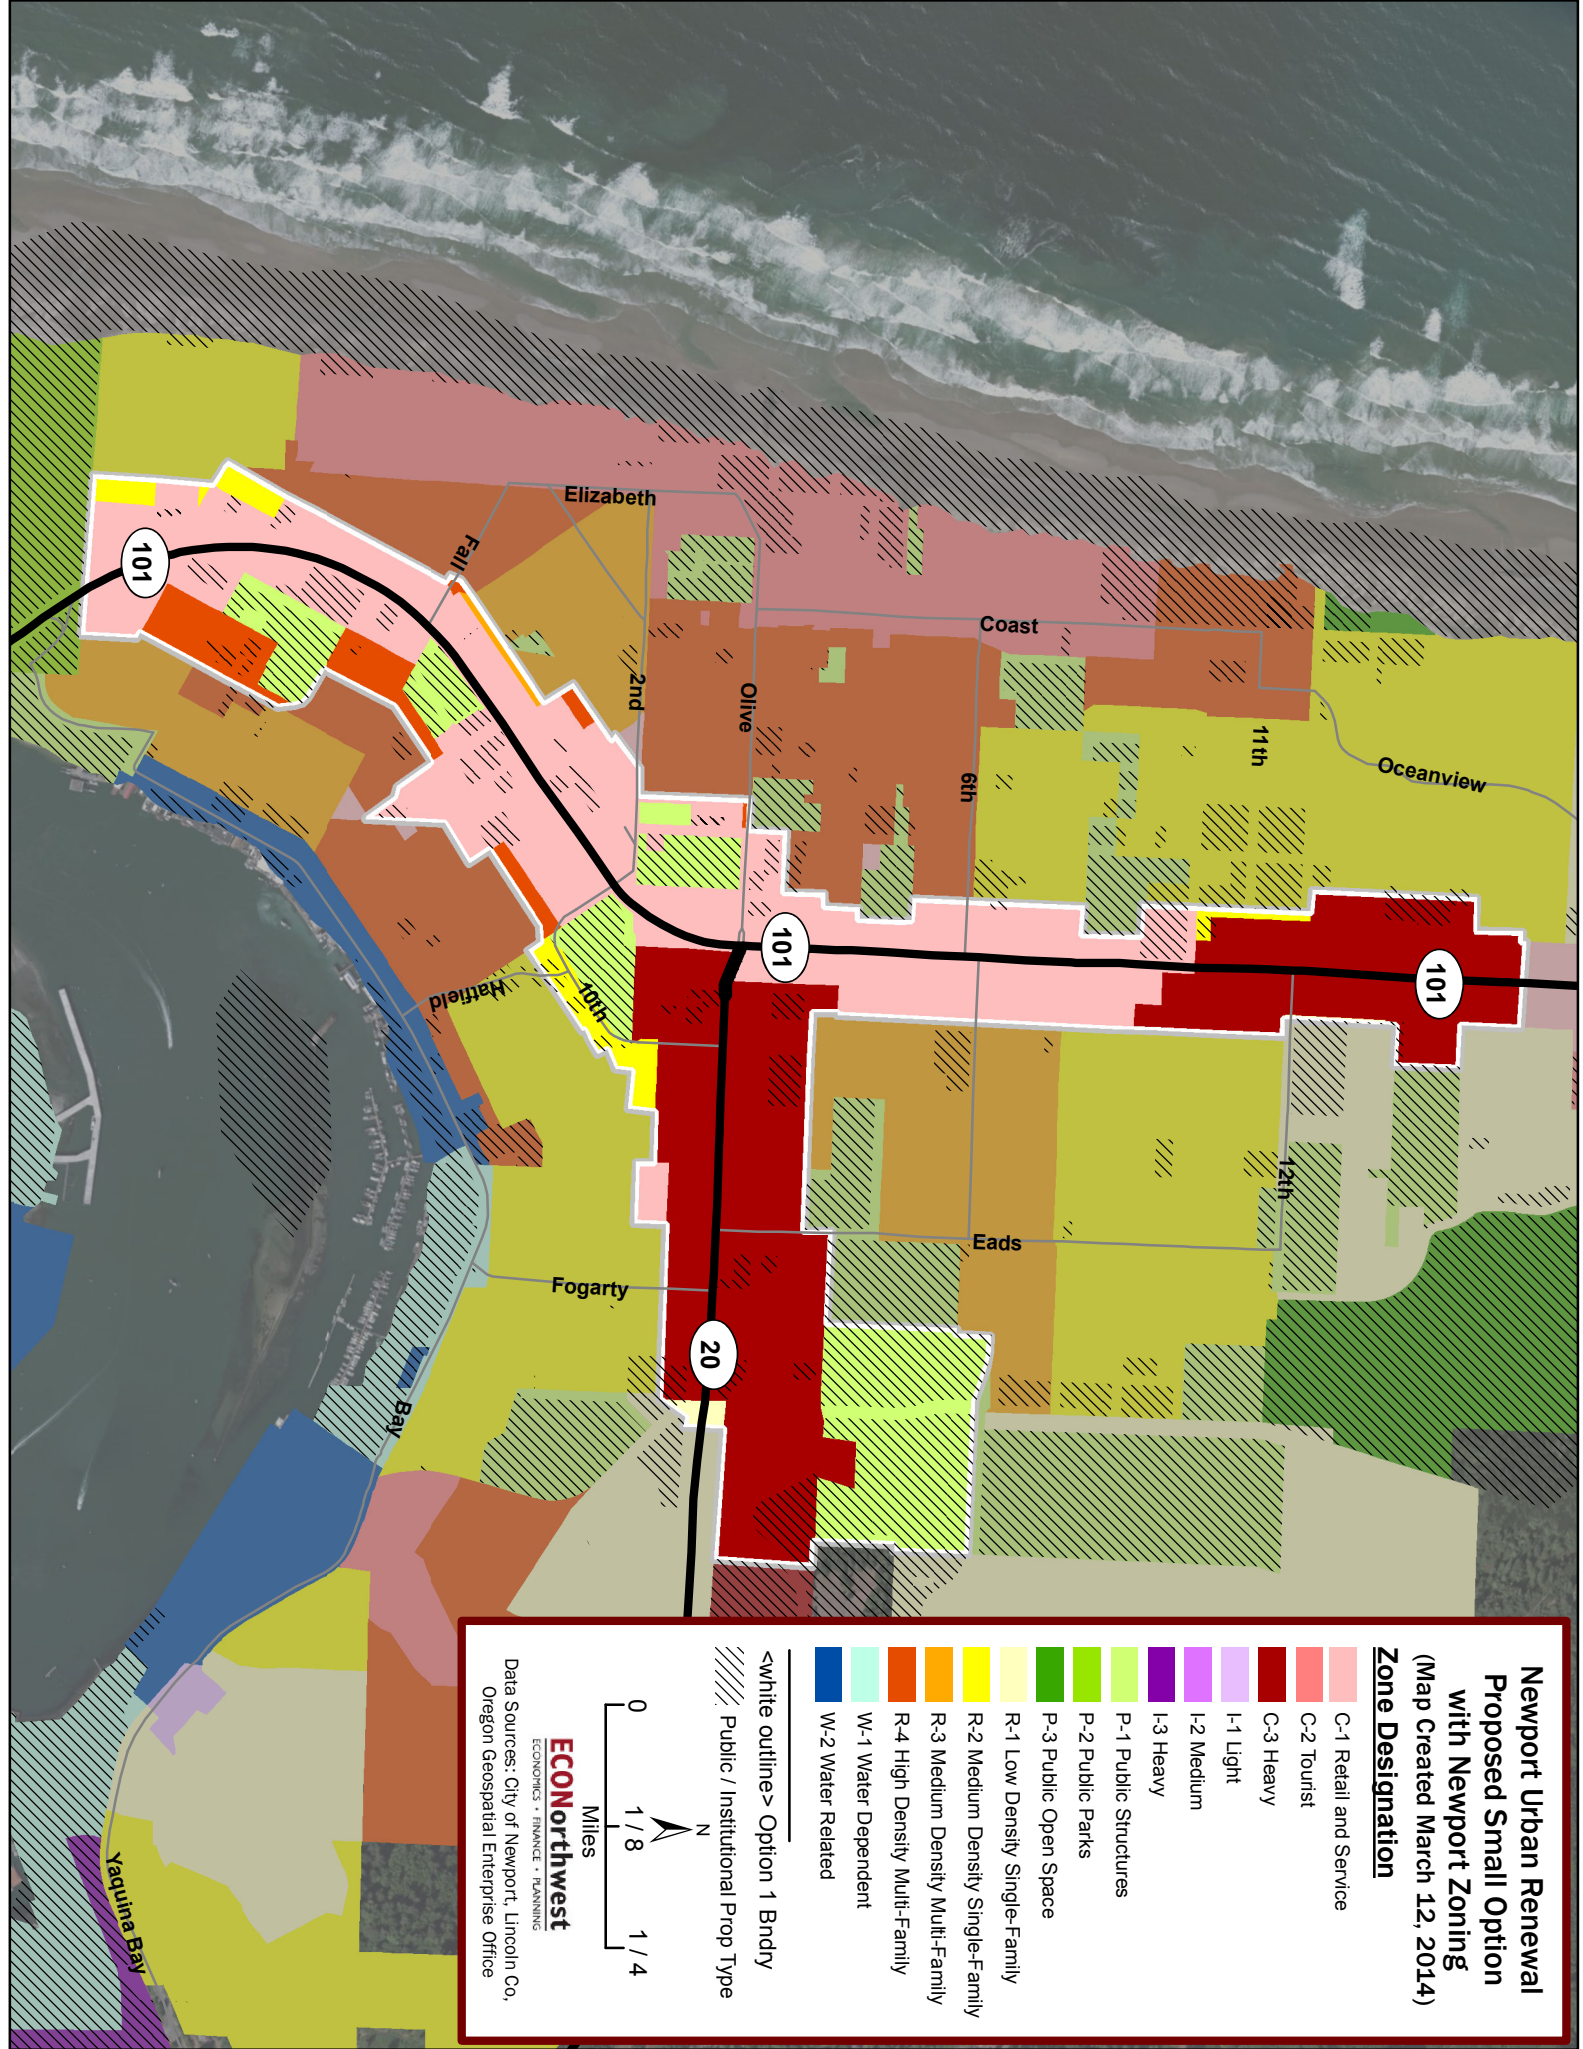 Newport Urban Renewal
Proposed Small Option
with Newport Zoning
(Map Created March 12, 2014)
Zone Designation
C-1 Retail and Service
C-2 Tourist
C-3 Heavy
I-1 Light
I-2 Medium
I-3 Heavy
P-1 Public Structures
P-2 Public Parks
P-3 Public Open Space
R-1 Low Density Single-Family
R-2 Medium Density Single-Family
R-3 Medium Density Multi-Family
R-4 High Density Multi-Family
W-1 Water Dependent
W-2 Water Related
<white outline> Option 1 Bndry
Public / Institutional Prop Type
0 1 / 8 1 / 4
Miles
N
ECONorthwest
ECONOMICS • FINANCE • PLANNING
Data Sources: City of Newport, Lincoln Co,
Oregon Geospatial Enterprise Office
Oceanview
11th
12th
101
Coast
6th
Eads
101
Olive
2nd
Elizabeth
10th
Fogarty
20
Hatfield
Fall
Bay
101
Yaquina Bay